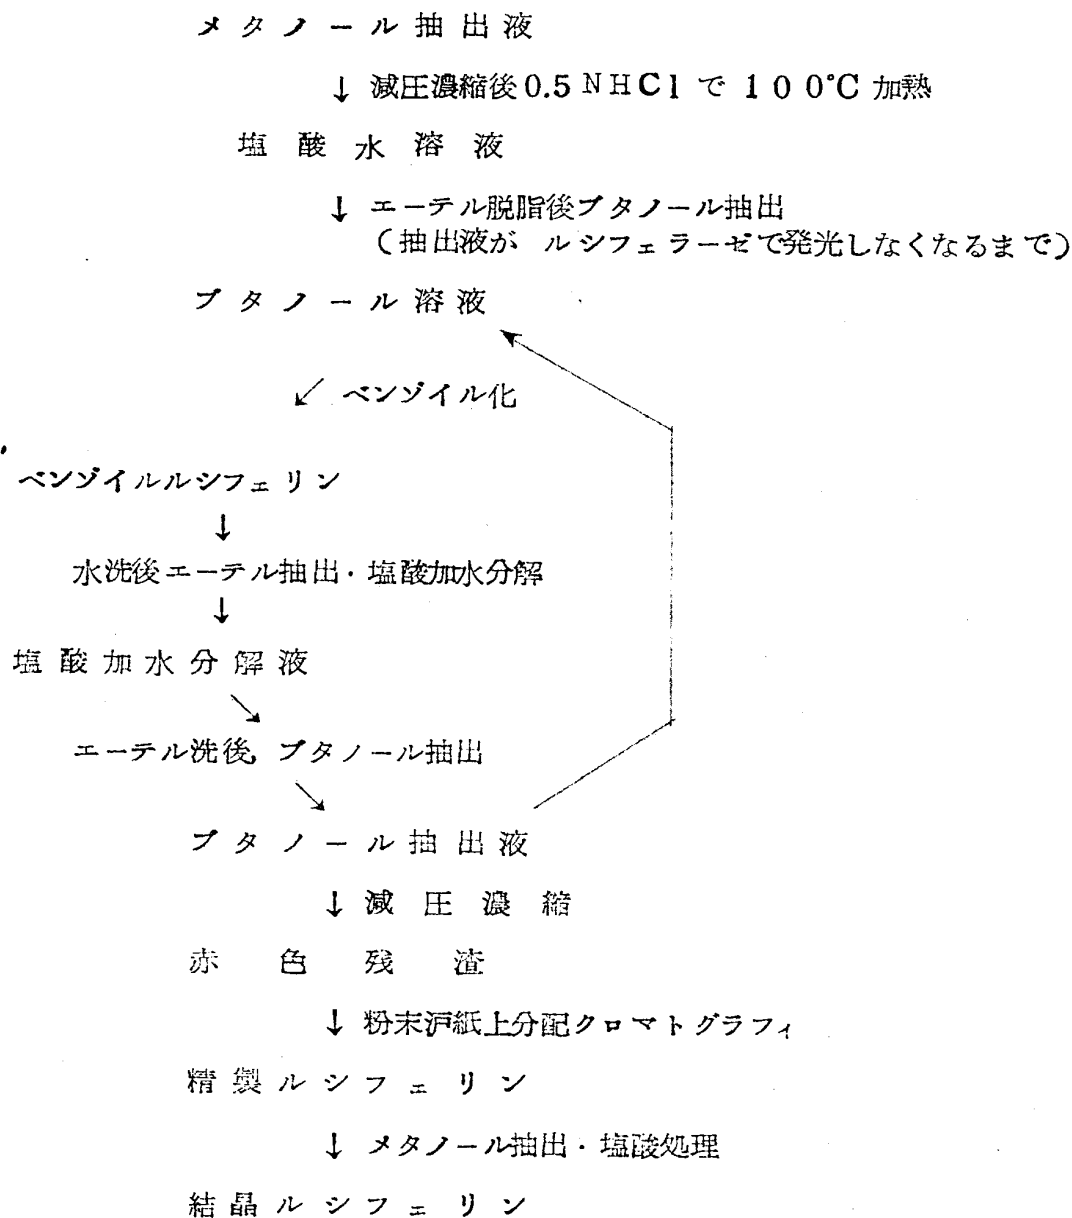 メタノール抽出液
↓ 減圧濃縮後0.5NHClで100℃加熱
塩酸水溶液
↓ エーテル脱脂後ブタノール抽出
(抽出液が ルシフェラーゼで発光しなくなるまで)
ブタノール溶液
↙ ベンゾイル化
ベンゾイルルシフェリン
↓
水洗後エーテル抽出・塩酸加水分解
↓
塩酸加水分解液
↘
エーテル洗後,ブタノール抽出
↘
ブタノール抽出液
↓ 減圧濃縮
赤色残渣
↓ 粉末沪紙上分配クロマトグラフィ
精製ルシフェリン
↓ メタノール抽出・塩酸処理
結晶ルシフェリン